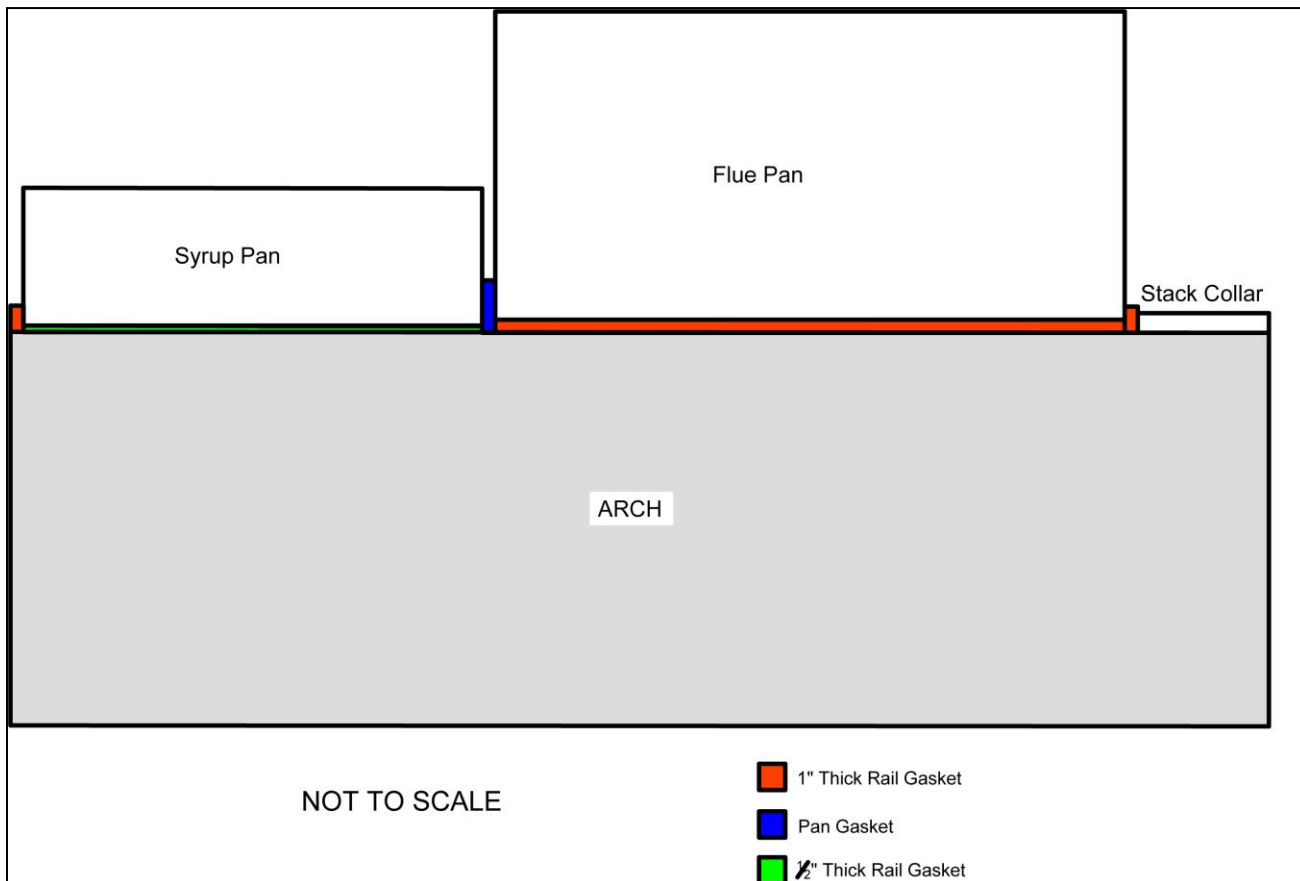 Flue Pan
Syrup Pan
Stack Collar
ARCH
NOT TO SCALE
1" Thick Rail Gasket
Pan Gasket
½" Thick Rail Gasket